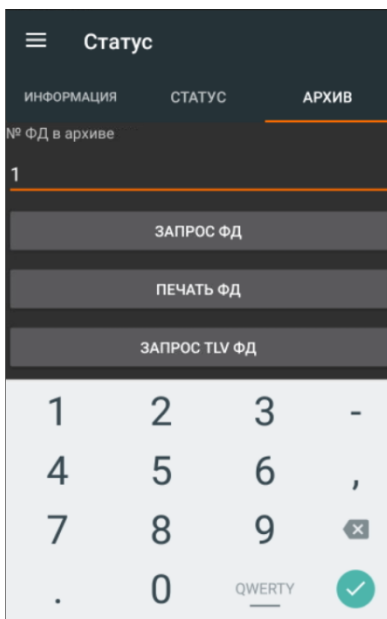 Статус
ИНФОРМАЦИЯ СТАТУС АРХИВ
№ ФД в архиве
1
ЗАПРОС ФД
ПЕЧАТЬ ФД
ЗАПРОС TLV ФД
1 2 3 -
4 5 6 ,
7 8 9
. 0 QWERTY